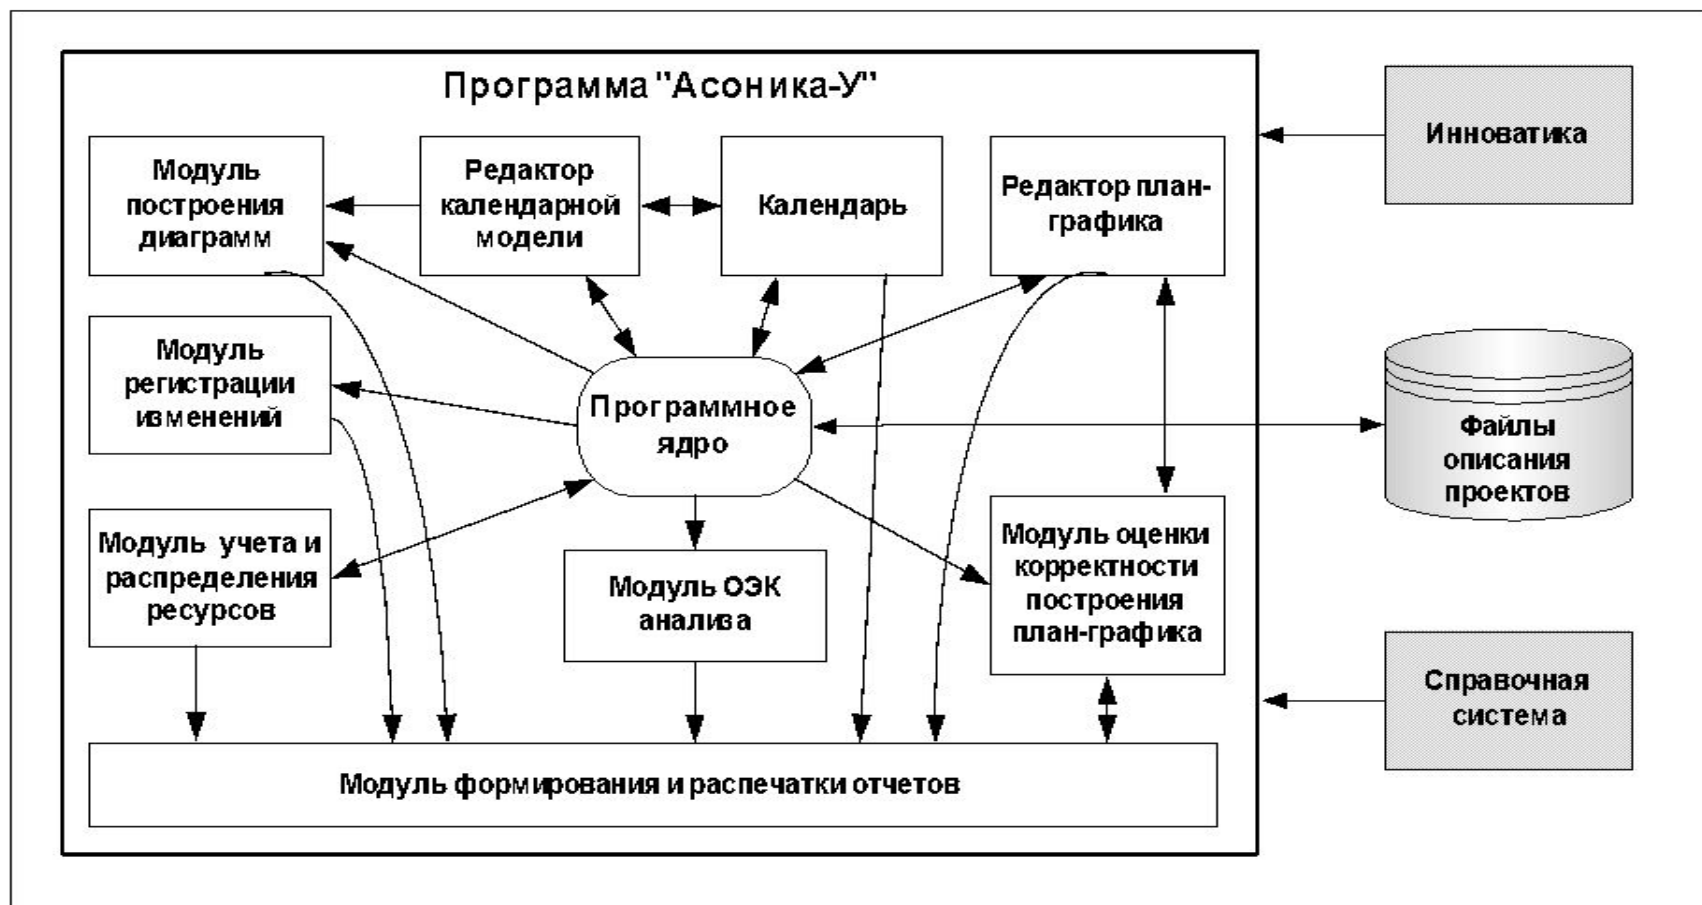 Программа "Асоника-У"
Модуль
построения
диаграмм
Редактор
календарной
модели
Календарь
Редактор план-
графика
Инноватика
Модуль
регистрации
изменений
Программное
ядро
Файлы
описания
проектов
Модуль учета и
распределения
ресурсов
Модуль ОЭК
анализа
Модуль оценки
корректности
построения
план-графика
Справочная
система
Модуль формирования и распечатки отчетов